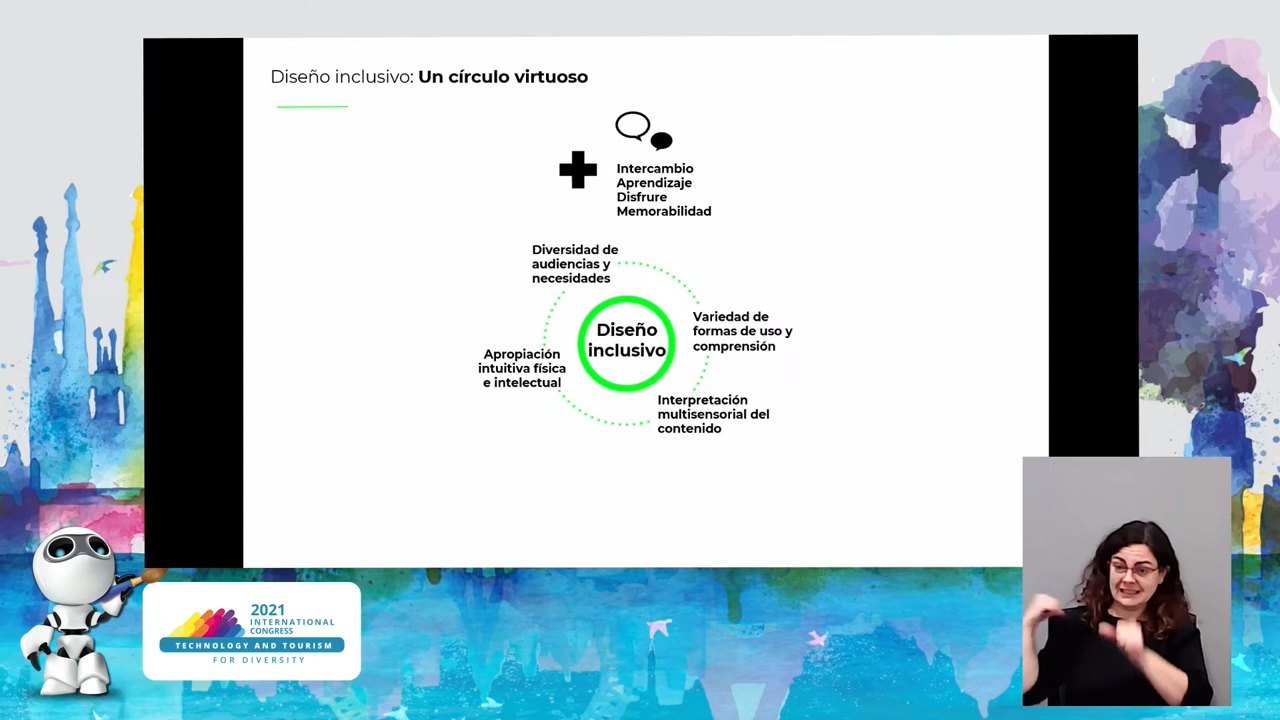 Diseño inclusivo: Un círculo virtuoso
Intercambio
Aprendizaje
Disfrure
Memorabilidad
Diversidad de
audiencias y
necesidades
Variedad de
formas de uso y
comprensión
Diseño
inclusivo
Apropiación
intuitiva física
e intelectual
Interpretación
multisensorial del
contenido
2021
INTERNATIONAL
CONGRESS
TECHNOLOGY AND TOURISM
FOR DIVERSITY